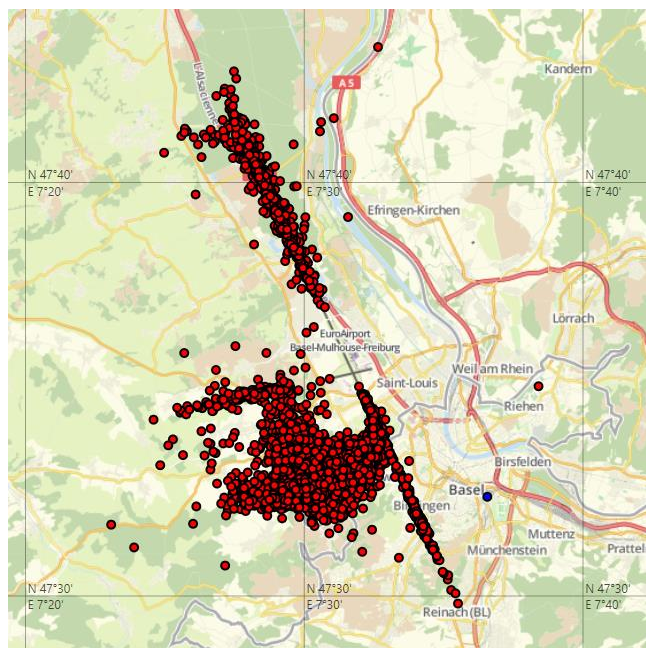 Kandern
A 5
L'Alsacienne
N 47°40'
E 7°20'
N 47°40'
E 7°30'
N 47°40'
E 7°40'
Efringen-Kirchen
Lörrach
EuroAirport
Basel-Mulhouse-Freiburg
Weil am Rhein
Saint-Louis
Riehen
Birsfelden
Basel
Muttenz
Münchenstein
Prattel
N 47°30'
E 7°20'
N 47°30'
E 7°30'
N 47°30'
E 7°40'
Reinach (BL)